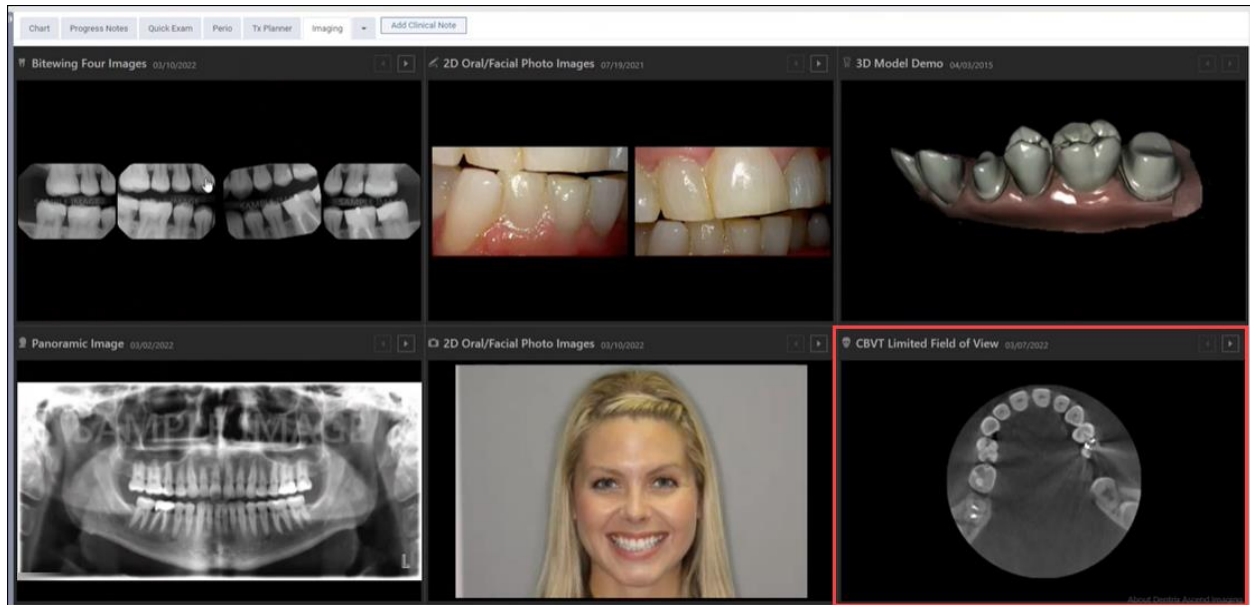 Chart Progress Notes Quick Exam Perio Tx Planner Imaging Add Clinical Note
Bitewing Four Images 03/10/2022
2D Oral/Facial Photo Images 07/19/2021
3D Model Demo 04/03/2015
SAMPLE IMAGE
Panoramic Image 03/02/2022
2D Oral/Facial Photo Images 03/10/2022
CBVT Limited Field of View 03/07/2022
SAMPLE IMAGE
L
About Dentrix Ascend Imaging